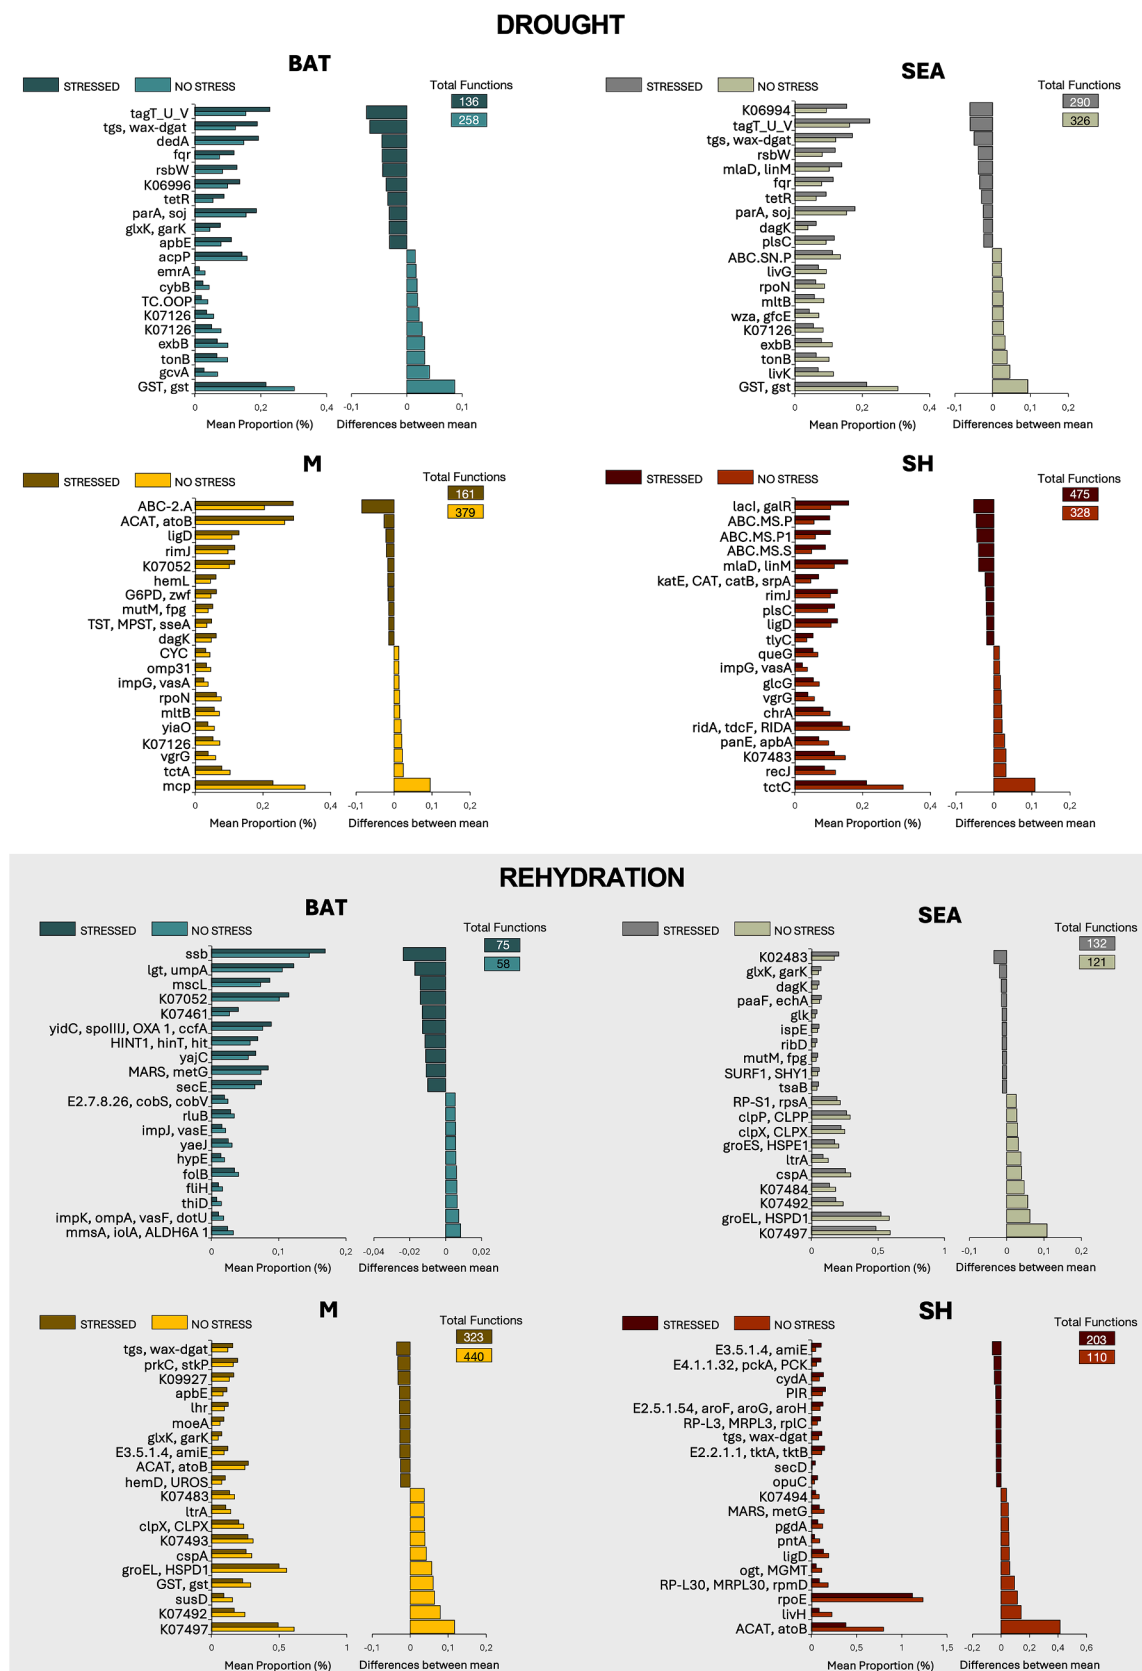 DROUGHT
BAT
STRESSED
NO STRESS
Total Functions
136
258
tagT_U_V
tgs, wax-dgat
dedA
fqr
rsbW
K06996
tetR
parA, soj
glxK, garK
apbE
acpP
emrA
cybB
TC.OOP
K07126
K07126
exbB
tonB
gcvA
GST, gst
0
0,2
0,4
-0,1
0
0,1
Mean Proportion (%)
Differences between mean
SEA
STRESSED
NO STRESS
Total Functions
290
326
K06994
tagT_U_V
tgs, wax-dgat
rsbW
mlaD, linM
fqr
tetR
parA, soj
dagK
plsC
ABC.SN.P
livG
rpoN
mltB
wza, gfcE
K07126
exbB
tonB
livK
GST, gst
0
0,2
0,4
-0,1
0
0,1
0,2
Mean Proportion (%)
Differences between mean
M
STRESSED
NO STRESS
Total Functions
161
379
ABC-2.A
ACAT, atoB
ligD
rimJ
K07052
hemL
G6PD, zwf
mutM, fpg
TST, MPST, sseA
dagK
CYC
omp31
impG, vasA
rpoN
mltB
yiaO
K07126
vgrG
tctA
mcp
0
0,2
0,4
-0,1
0
0,1
0,2
Mean Proportion (%)
Differences between mean
SH
STRESSED
NO STRESS
Total Functions
475
328
lacI, galR
ABC.MS.P
ABC.MS.P1
ABC.MS.S
mlaD, linM
katE, CAT, catB, srpA
rimJ
plsC
ligD
tlyC
queG
impG, vasA
glcG
vgrG
chrA
ridA, tdcF, RIDA
panE, apbA
K07483
recJ
tctC
0
0,2
0,4
-0,1
0
0,1
0,2
Mean Proportion (%)
Differences between mean
REHYDRATION
BAT
STRESSED
NO STRESS
Total Functions
75
58
ssb
lgt, umpA
mscL
K07052
K07461
yidC, spoIIIJ, OXA 1, ccfA
HINT1, hinT, hit
yajC
MARS, metG
secE
E2.7.8.26, cobS, cobV
rluB
impJ, vasE
yaeJ
hypE
folB
fliH
thiD
impK, ompA, vasF, dotU
mmsA, iolA, ALDH6A 1
0
0,1
0,2
-0,04
-0,02
0
0,02
Mean Proportion (%)
Differences between mean
SEA
STRESSED
NO STRESS
Total Functions
132
121
K02483
glxK, garK
dagK
paaF, echA
glk
ispE
ribD
mutM, fpg
SURF1, SHY1
tsaB
RP-S1, rpsA
clpP, CLPP
clpX, CLPX
groES, HSPE1
ltrA
cspA
K07484
K07492
groEL, HSPD1
K07497
0
0,5
1
-0,1
0
0,1
0,2
Mean Proportion (%)
Differences between mean
M
STRESSED
NO STRESS
Total Functions
323
440
tgs, wax-dgat
prkC, stkP
K09927
apbE
lhr
moeA
glxK, garK
E3.5.1.4, amiE
ACAT, atoB
hemD, UROS
K07483
ltrA
clpX, CLPX
K07493
cspA
groEL, HSPD1
GST, gst
susD
K07492
K07497
0
0,5
1
-0,1
0
0,1
0,2
Mean Proportion (%)
Differences between mean
SH
STRESSED
NO STRESS
Total Functions
203
110
E3.5.1.4, amiE
E4.1.1.32, pckA, PCK
cydA
PIR
E2.5.1.54, aroF, aroG, aroH
RP-L3, MRPL3, rplC
tgs, wax-dgat
E2.2.1.1, tktA, tktB
secD
opuC
K07494
MARS, metG
pgdA
pntA
ligD
ogt, MGMT
RP-L30, MRPL30, rpmD
rpoE
livH
ACAT, atoB
0
0,5
1
1,5
-0,2
0
0,2
0,4
0,6
Mean Proportion (%)
Differences between mean